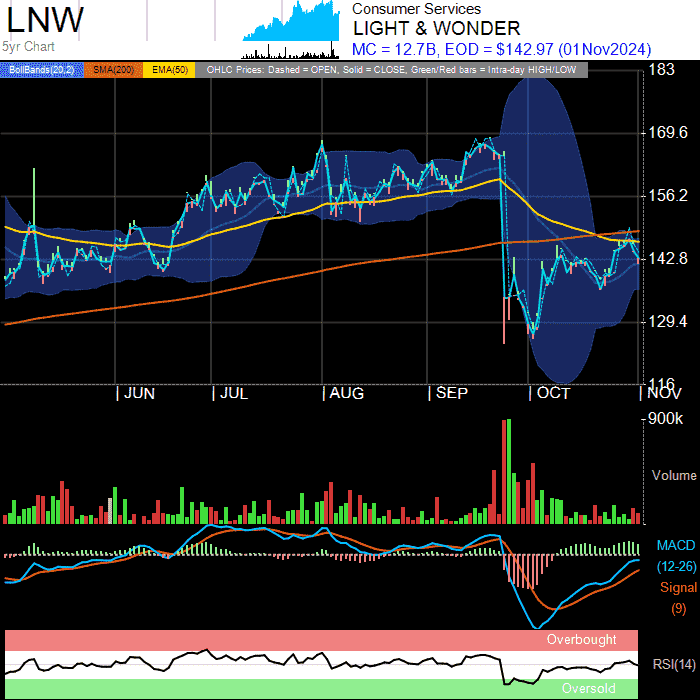 LNW
5yr Chart
Consumer Services
LIGHT & WONDER
MC = 12.7B, EOD = $142.97 (01Nov2024)
BollBands(20,2) SMA(200) EMA(50) OHLC Prices: Dashed = OPEN, Solid = CLOSE, Green/Red bars = Intra-day HIGH/LOW
183
169.6
156.2
142.8
129.4
116
JUN JUL AUG SEP OCT NOV
900k
Volume
MACD
(12-26)
Signal
(9)
Overbought
RSI(14)
Oversold